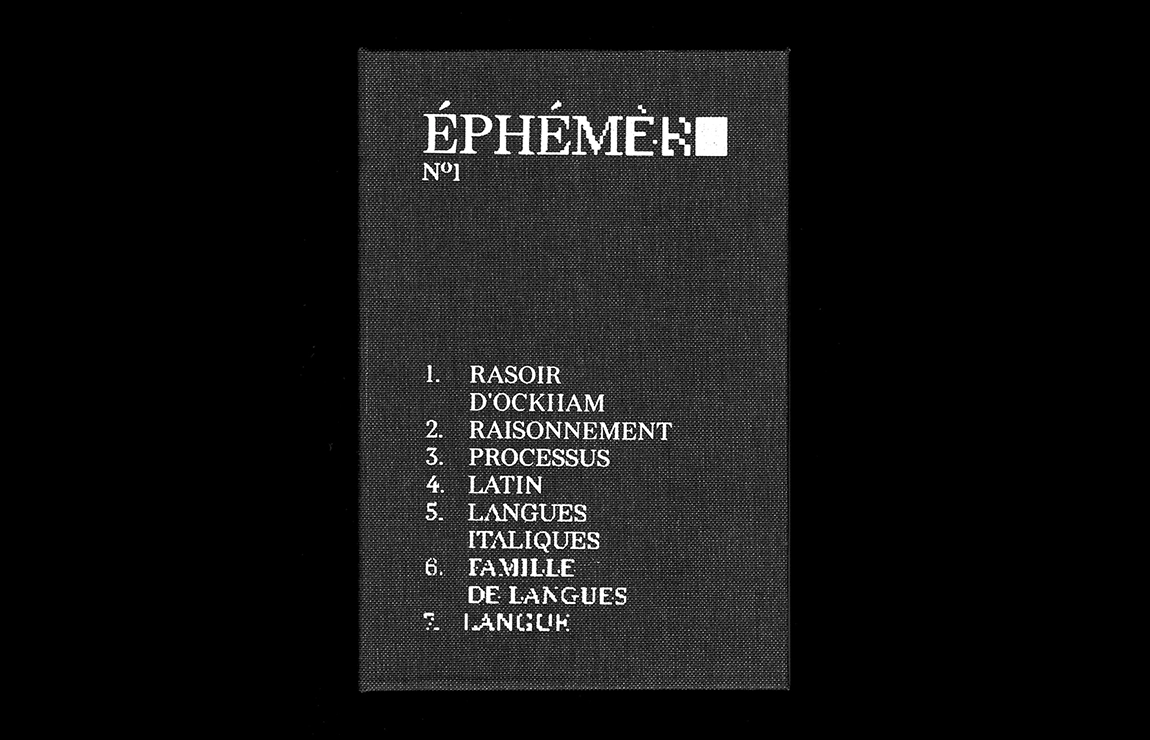 ÉPHÉMÈR■
Nº1
1. RASOIR
D'OCKHAM
2. RAISONNEMENT
3. PROCESSUS
4. LATIN
5. LANGUES
ITALIQUES
6. FAMILLE
DE LANGUES
7. LANGUE